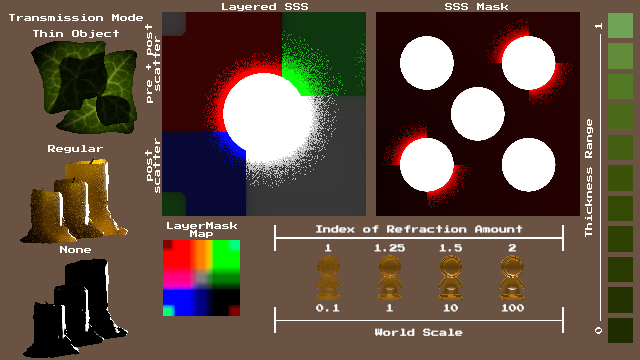 Transmission Mode
Thin Object
Regular
None
Layered SSS
pre + post
scatter
post
scatter
LayerMask
Map
SSS Mask
Index of Refraction Amount
1 1.25 1.5 2
0.1 1 10 100
World Scale
Thickness Range
1
0